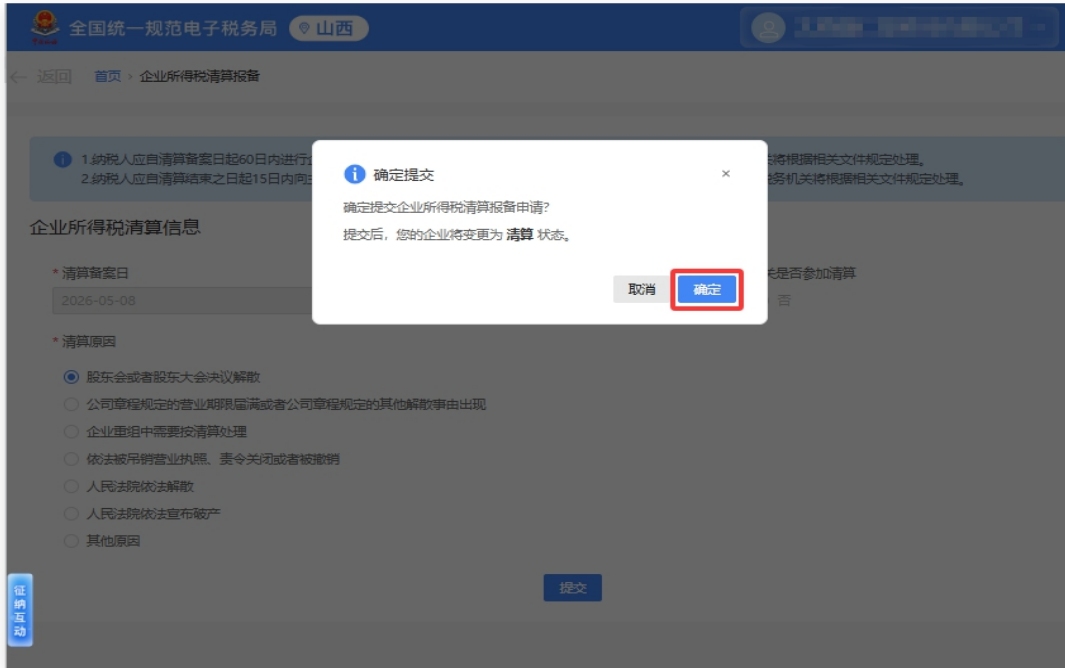 全国统一规范电子税务局 山西
返回 首页 > 企业所得税清算报备
1.纳税人应自清算备案日起60日内进行 关将根据相关文件规定处理。
2.纳税人应自清算结束之日起15日内向 税务机关将根据相关文件规定处理。
确定提交 ×
确定提交企业所得税清算报备申请?
提交后，您的企业将变更为 清算 状态。
取消 确定
企业所得税清算信息
* 清算备案日 关是否参加清算
2026-05-08 否
* 清算原因
股东会或者股东大会决议解散
公司章程规定的营业期限届满或者公司章程规定的其他解散事由出现
企业重组中需要按清算处理
依法被吊销营业执照、责令关闭或者被撤销
人民法院依法解散
人民法院依法宣布破产
其他原因
提交
征纳互动